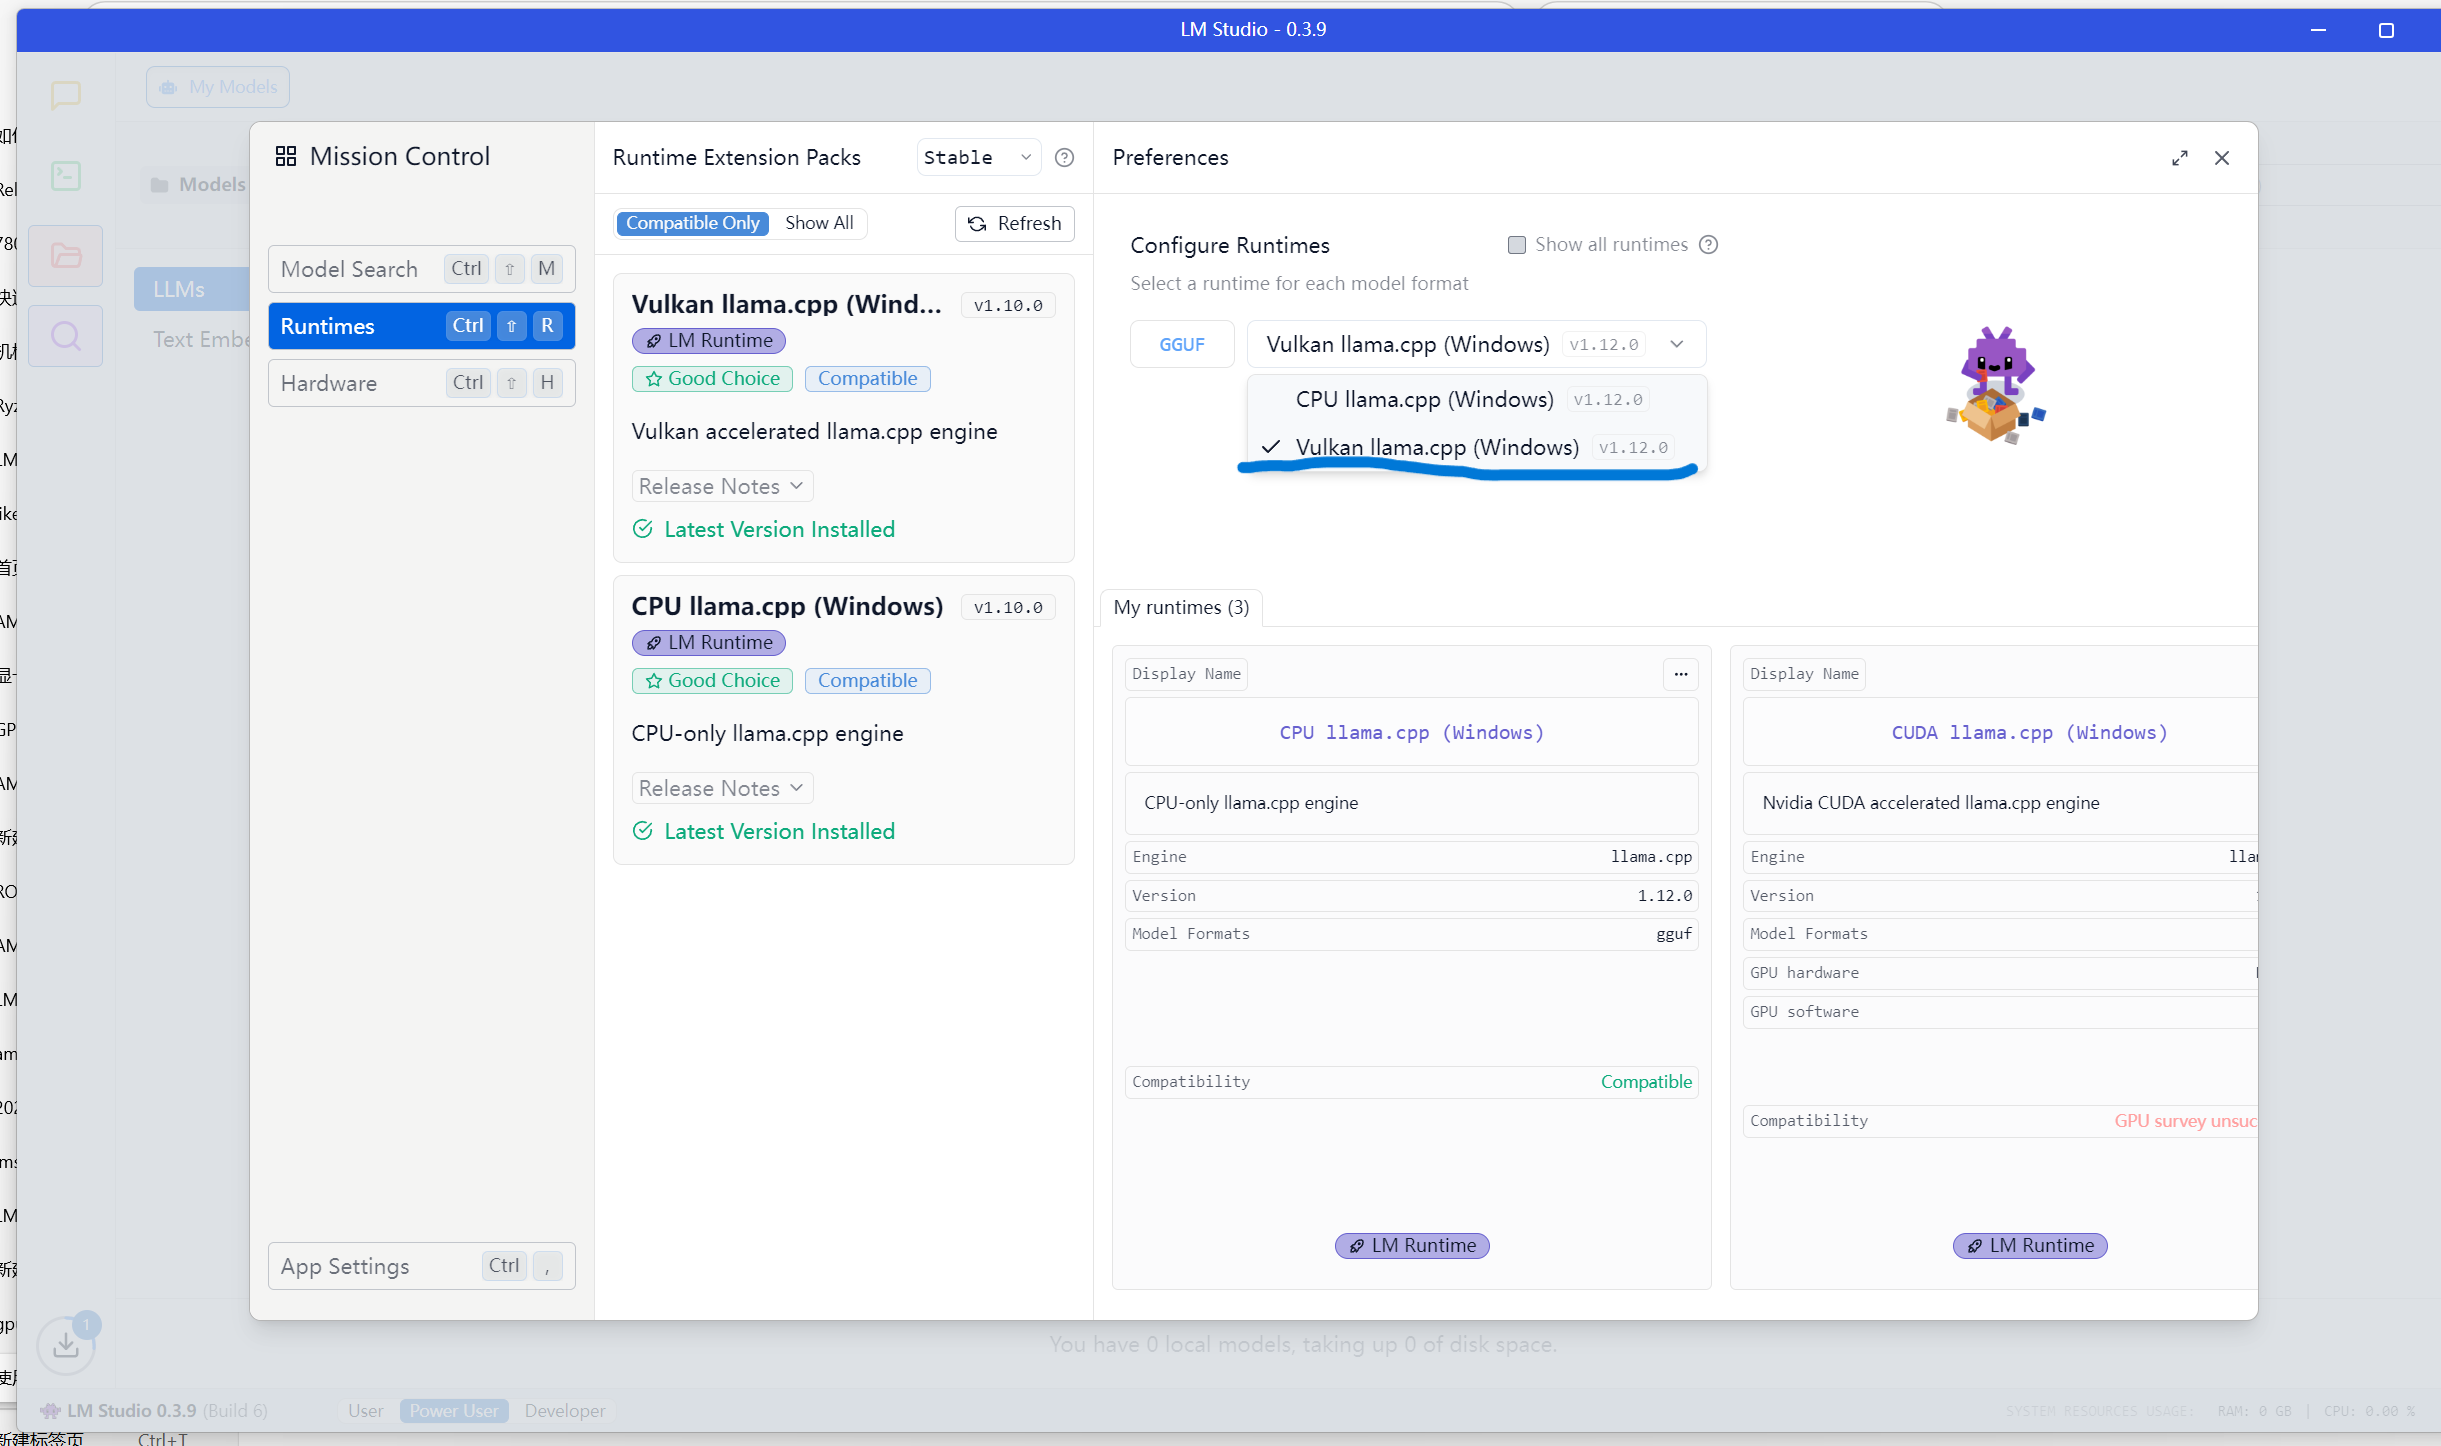 LM Studio - 0.3.9
My Models
Models
LLMs
Text Embe
Mission Control
Model Search Ctrl ⇧ M
Runtimes Ctrl ⇧ R
Hardware Ctrl ⇧ H
App Settings Ctrl ,
Runtime Extension Packs Stable
Compatible Only Show All Refresh
Vulkan llama.cpp (Wind... v1.10.0
LM Runtime
Good Choice Compatible
Vulkan accelerated llama.cpp engine
Release Notes
Latest Version Installed
CPU llama.cpp (Windows) v1.10.0
LM Runtime
Good Choice Compatible
CPU-only llama.cpp engine
Release Notes
Latest Version Installed
Preferences
Configure Runtimes Show all runtimes
Select a runtime for each model format
GGUF Vulkan llama.cpp (Windows) v1.12.0
CPU llama.cpp (Windows) v1.12.0
Vulkan llama.cpp (Windows) v1.12.0
My runtimes (3)
Display Name ...
CPU llama.cpp (Windows)
CPU-only llama.cpp engine
Engine llama.cpp
Version 1.12.0
Model Formats gguf
Compatibility Compatible
LM Runtime
Display Name
CUDA llama.cpp (Windows)
Nvidia CUDA accelerated llama.cpp engine
Engine lla
Version
Model Formats
GPU hardware
GPU software
Compatibility GPU survey unsuc
LM Runtime
You have 0 local models, taking up 0 of disk space.
1
LM Studio 0.3.9 (Build 6) User Power User Developer SYSTEM RESOURCES USAGE: RAM: 0 GB | CPU: 0.00 %
新建标签页 Ctrl+T